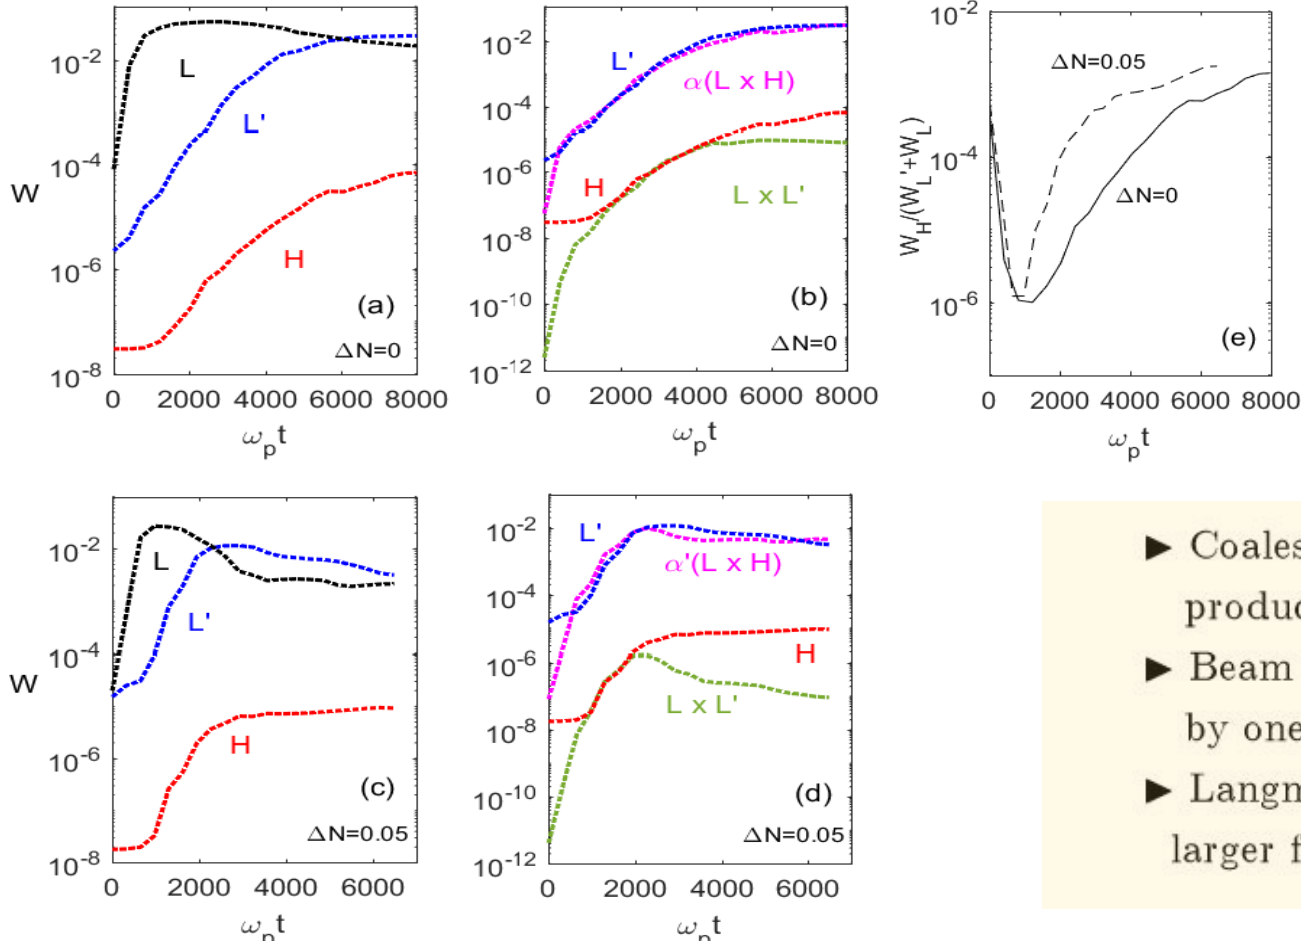 10^-2
10^-4
10^-6
10^-8
W
L
L'
H
(a)
ΔN=0
0 2000 4000 6000 8000
ω_p t
10^0
10^-2
10^-4
10^-6
10^-8
10^-10
10^-12
L'
α(L x H)
H
L x L'
(b)
ΔN=0
0 2000 4000 6000 8000
ω_p t
10^-2
10^-4
10^-6
W_H/(W_L'+W_L)
ΔN=0.05
ΔN=0
(e)
0 2000 4000 6000 8000
ω_p t
10^-2
10^-4
10^-6
10^-8
W
L
L'
H
(c)
ΔN=0.05
0 2000 4000 6000
ω_p t
10^0
10^-2
10^-4
10^-6
10^-8
10^-10
10^-12
L'
α'(L x H)
H
L x L'
(d)
ΔN=0.05
0 2000 4000 6000
ω_p t
► Coales
produc
► Beam
by one
► Langm
larger f